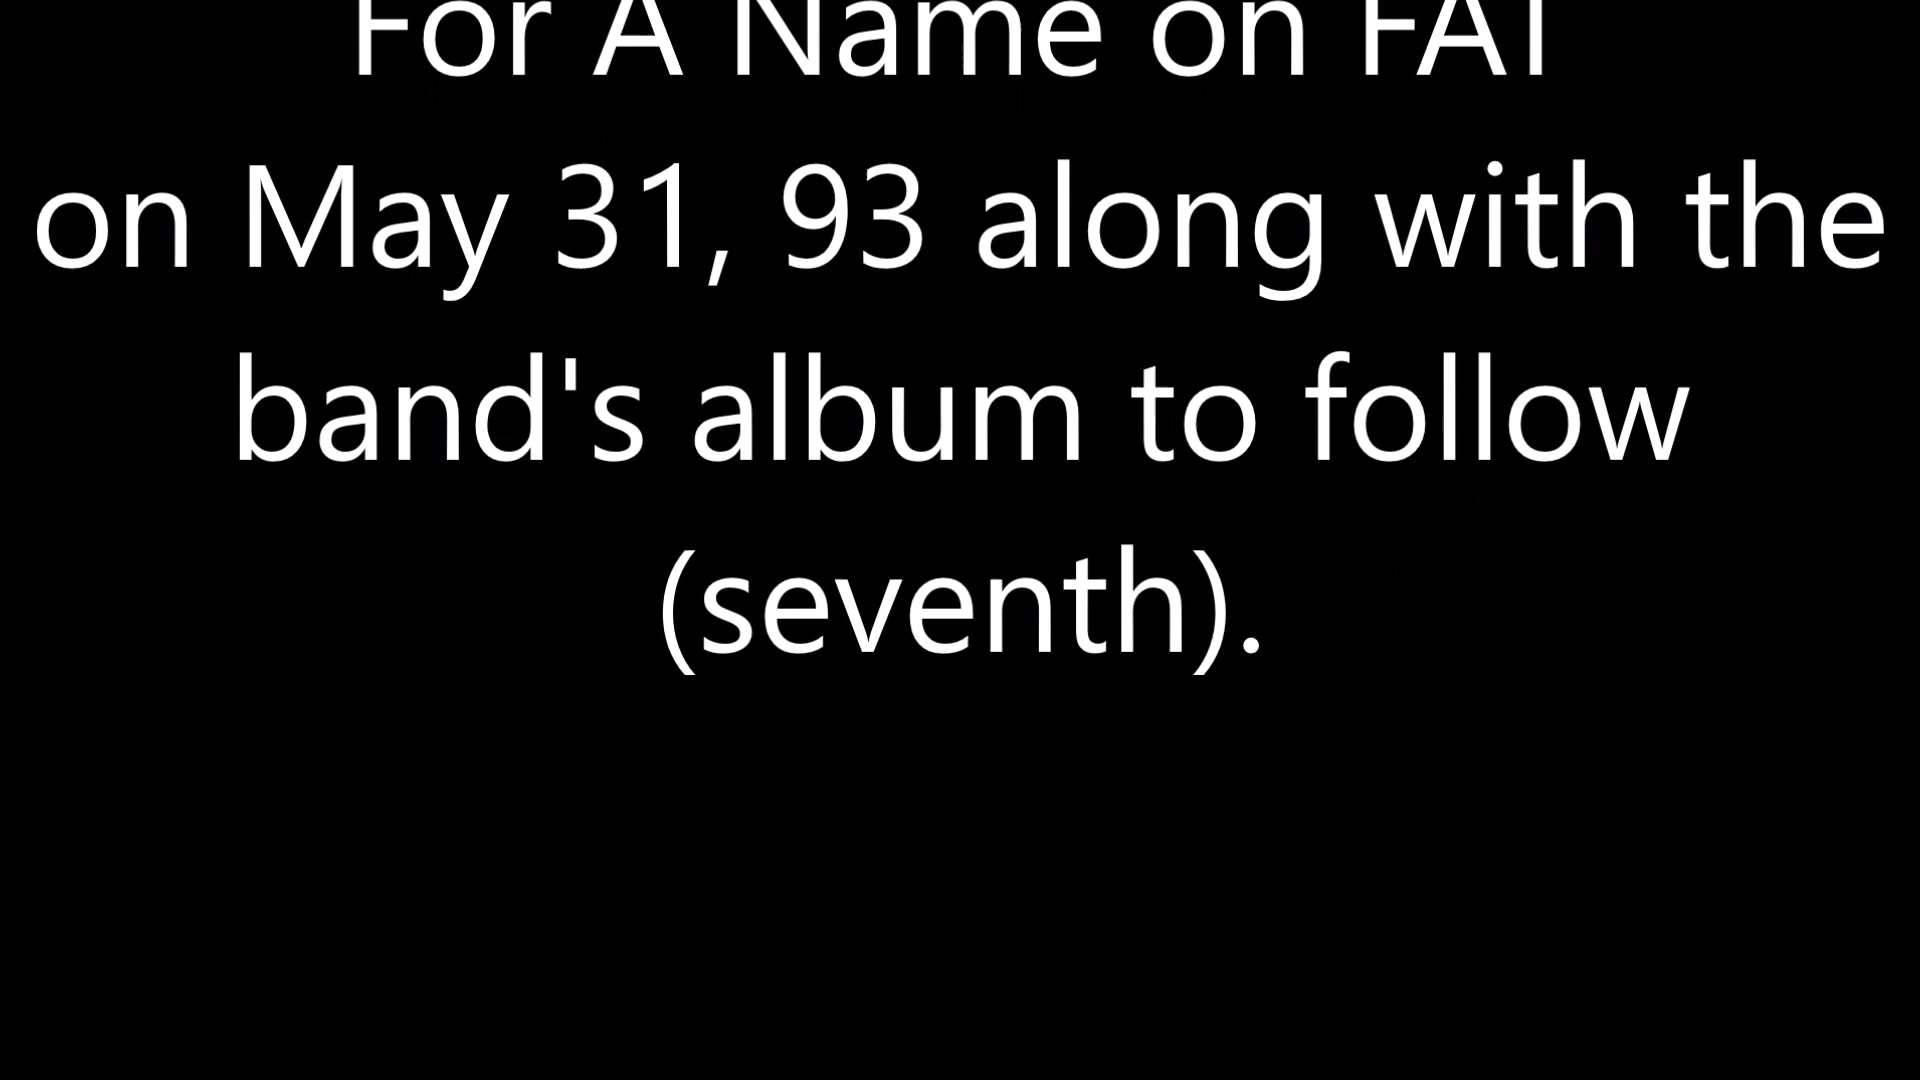 For A Name on FAT
on May 31, 93 along with the
band's album to follow
(seventh).